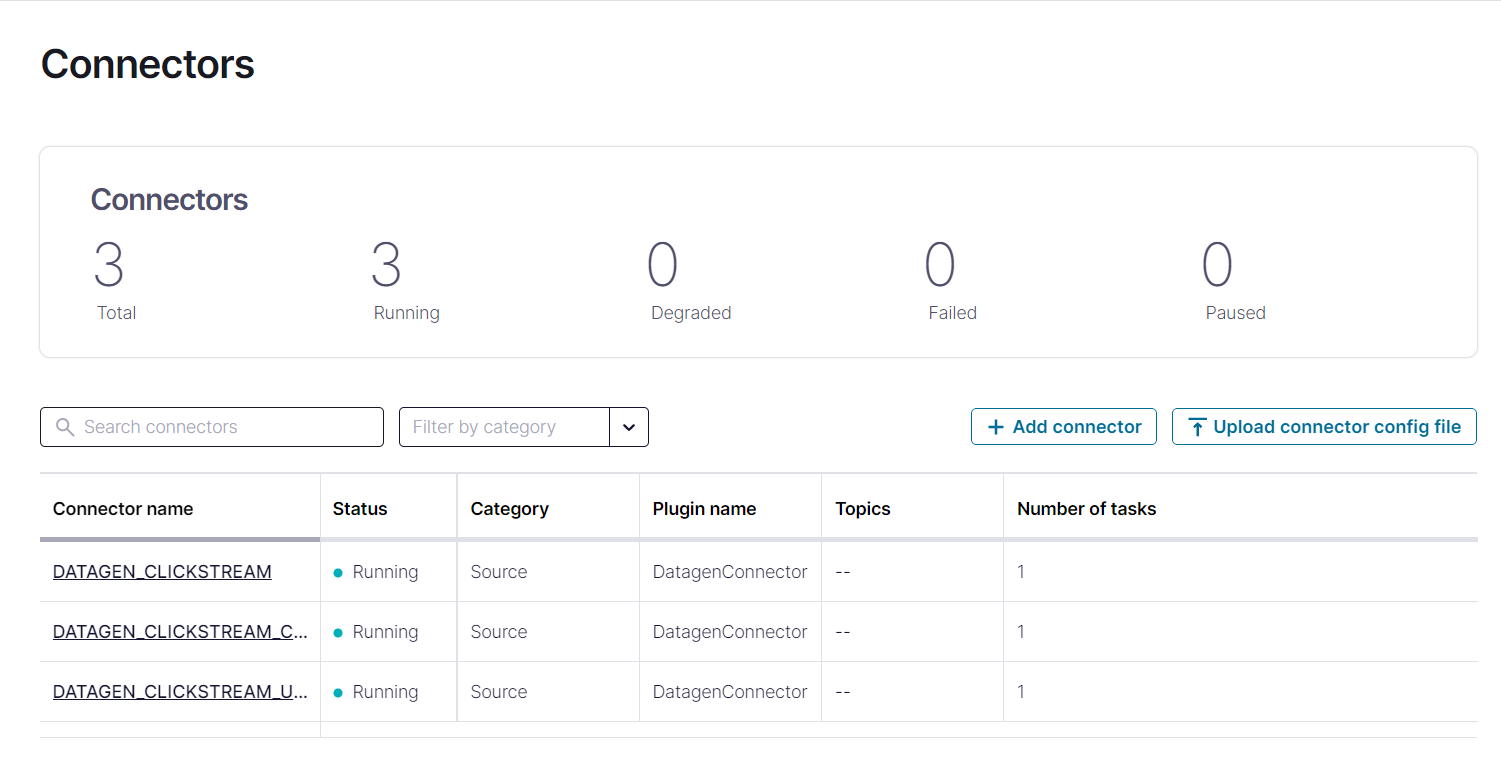 Connectors
Connectors
3 3 0 0 0
Total Running Degraded Failed Paused
Search connectors Filter by category + Add connector Upload connector config file
Connector name Status Category Plugin name Topics Number of tasks
DATAGEN_CLICKSTREAM Running Source DatagenConnector -- 1
DATAGEN_CLICKSTREAM_C... Running Source DatagenConnector -- 1
DATAGEN_CLICKSTREAM_U... Running Source DatagenConnector -- 1